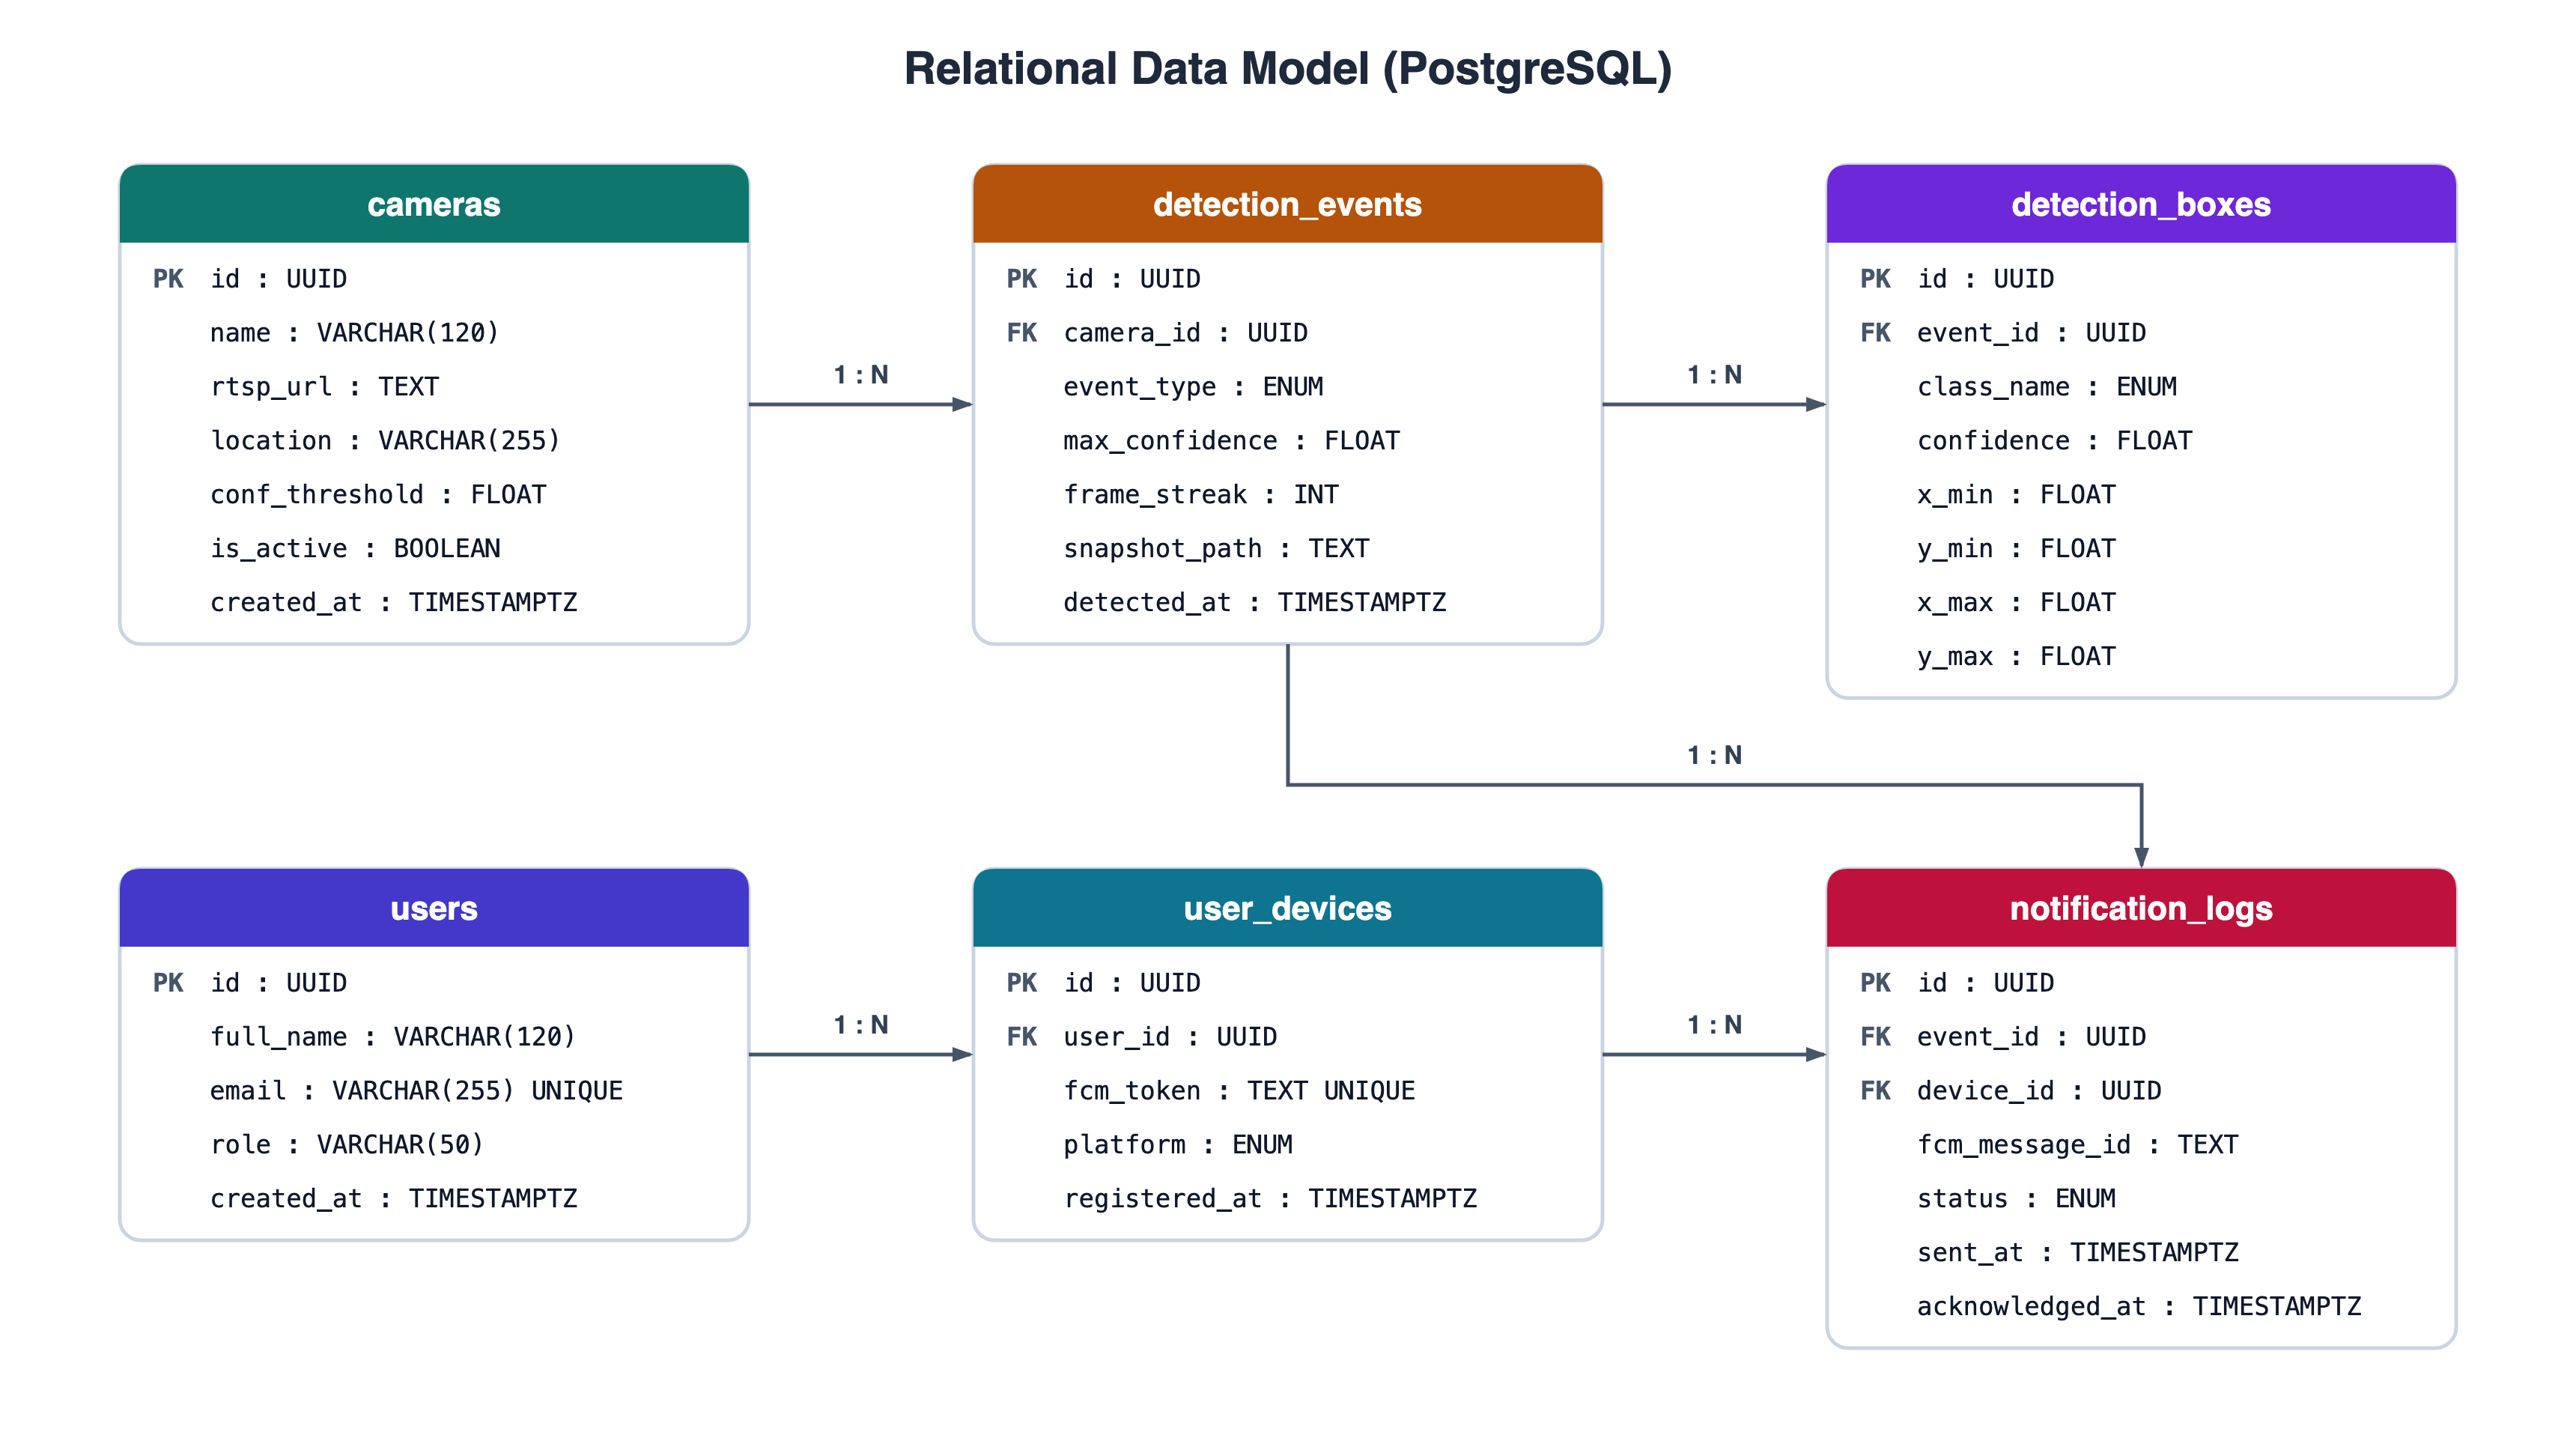 Relational Data Model (PostgreSQL)
cameras
PK id : UUID
name : VARCHAR(120)
rtsp_url : TEXT
location : VARCHAR(255)
conf_threshold : FLOAT
is_active : BOOLEAN
created_at : TIMESTAMPTZ
1 : N
detection_events
PK id : UUID
FK camera_id : UUID
event_type : ENUM
max_confidence : FLOAT
frame_streak : INT
snapshot_path : TEXT
detected_at : TIMESTAMPTZ
1 : N
detection_boxes
PK id : UUID
FK event_id : UUID
class_name : ENUM
confidence : FLOAT
x_min : FLOAT
y_min : FLOAT
x_max : FLOAT
y_max : FLOAT
1 : N
users
PK id : UUID
full_name : VARCHAR(120)
email : VARCHAR(255) UNIQUE
role : VARCHAR(50)
created_at : TIMESTAMPTZ
1 : N
user_devices
PK id : UUID
FK user_id : UUID
fcm_token : TEXT UNIQUE
platform : ENUM
registered_at : TIMESTAMPTZ
1 : N
notification_logs
PK id : UUID
FK event_id : UUID
FK device_id : UUID
fcm_message_id : TEXT
status : ENUM
sent_at : TIMESTAMPTZ
acknowledged_at : TIMESTAMPTZ